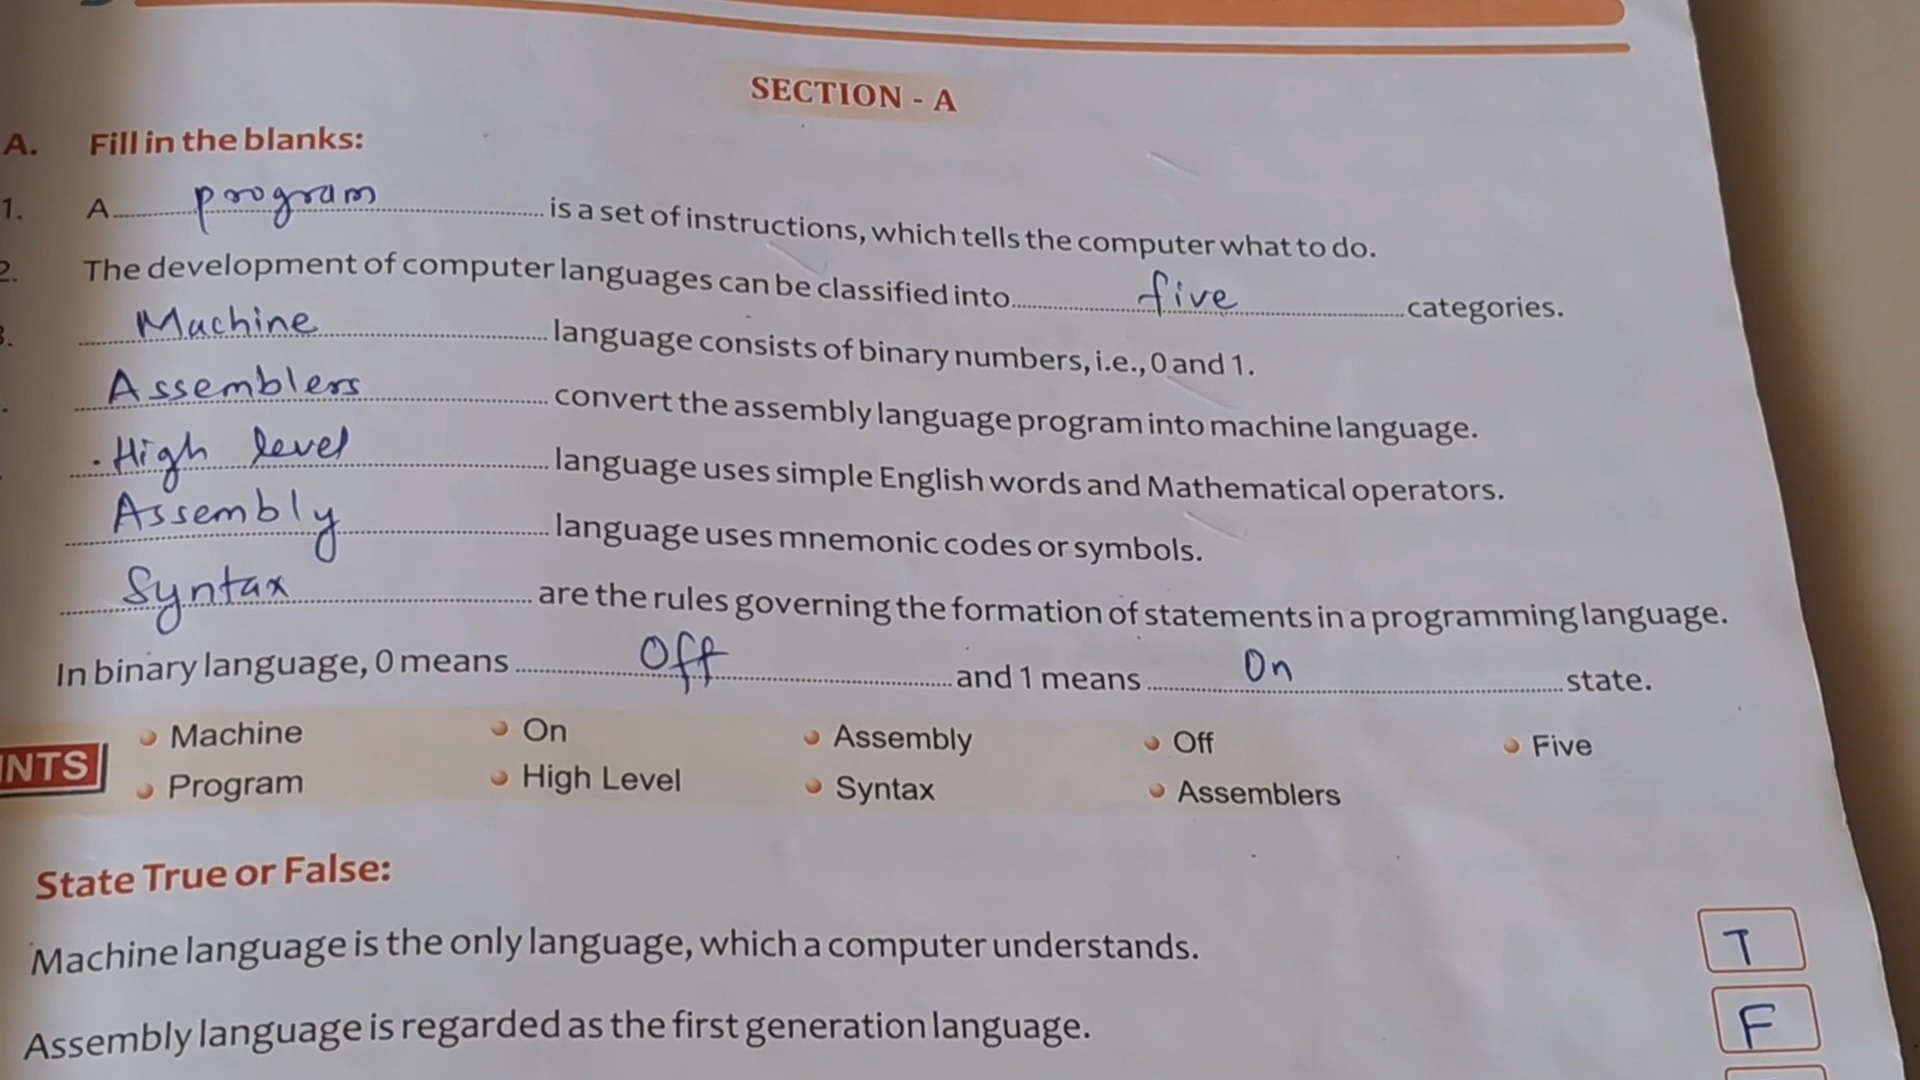 SECTION - A
A. Fill in the blanks:
1. A program is a set of instructions, which tells the computer what to do.
2. The development of computer languages can be classified into five categories.
Machine language consists of binary numbers, i.e., 0 and 1.
Assemblers convert the assembly language program into machine language.
High level language uses simple English words and Mathematical operators.
Assembly language uses mnemonic codes or symbols.
Syntax are the rules governing the formation of statements in a programming language.
In binary language, 0 means Off and 1 means On state.
Machine On Assembly Off Five
NTS
Program High Level Syntax Assemblers
State True or False:
Machine language is the only language, which a computer understands. T
Assembly language is regarded as the first generation language. F